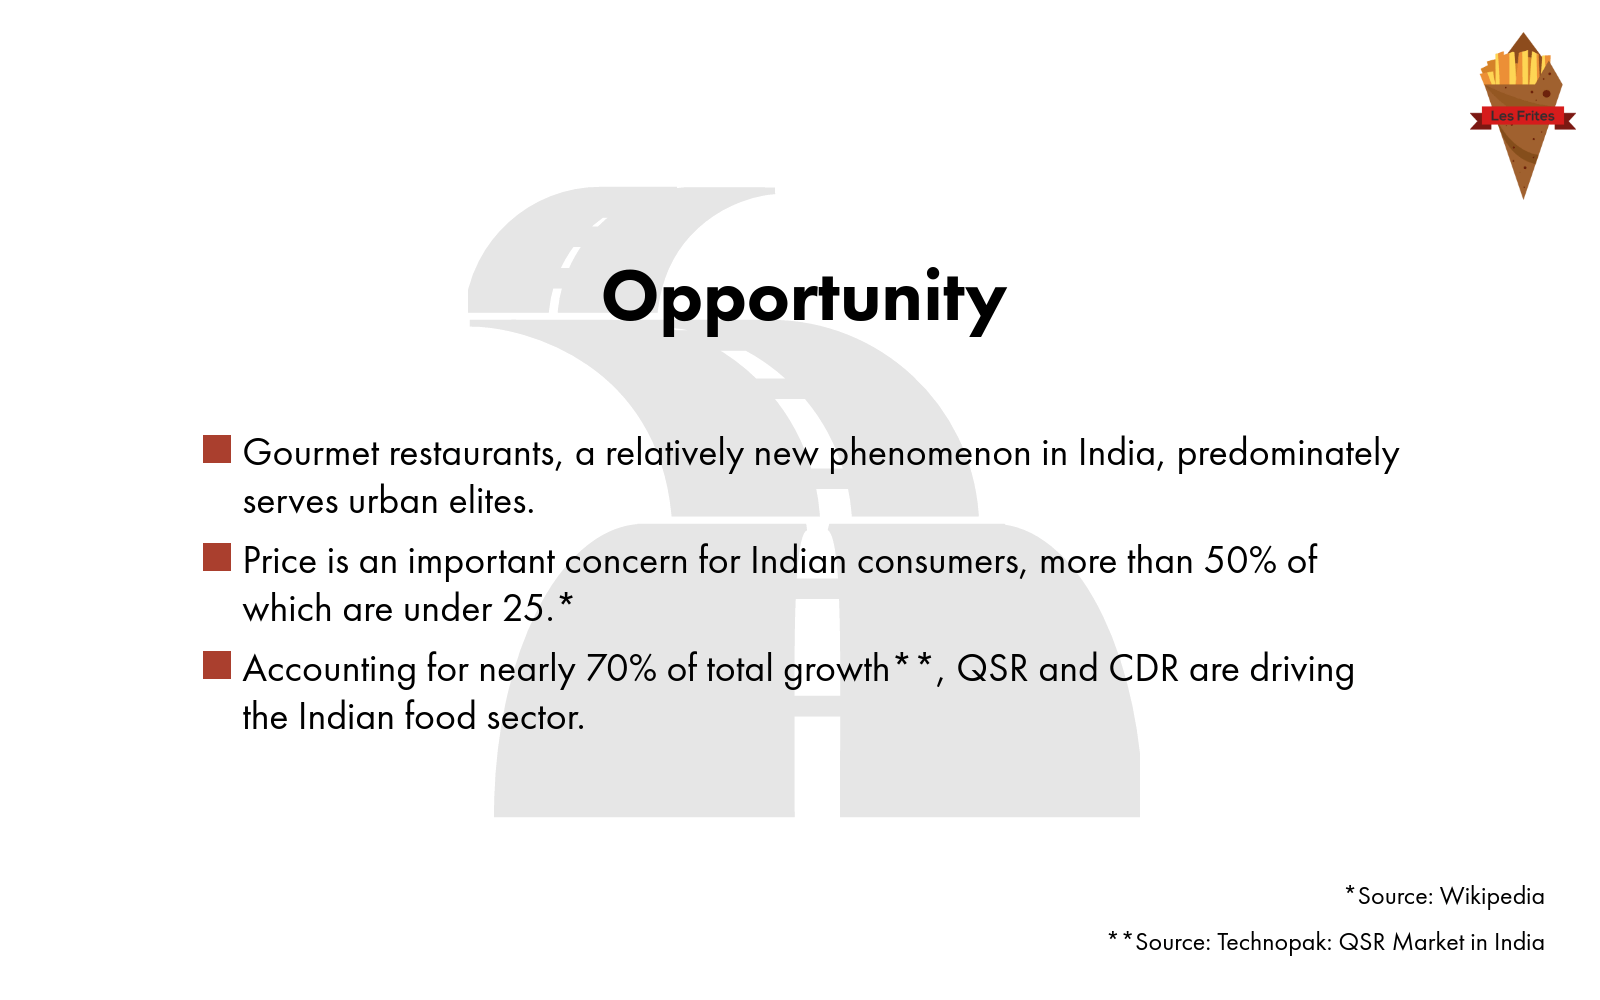 Les Frites
Opportunity
Gourmet restaurants, a relatively new phenomenon in India, predominately
serves urban elites.
Price is an important concern for Indian consumers, more than 50% of
which are under 25.*
Accounting for nearly 70% of total growth**, QSR and CDR are driving
the Indian food sector.
*Source: Wikipedia
**Source: Technopak: QSR Market in India